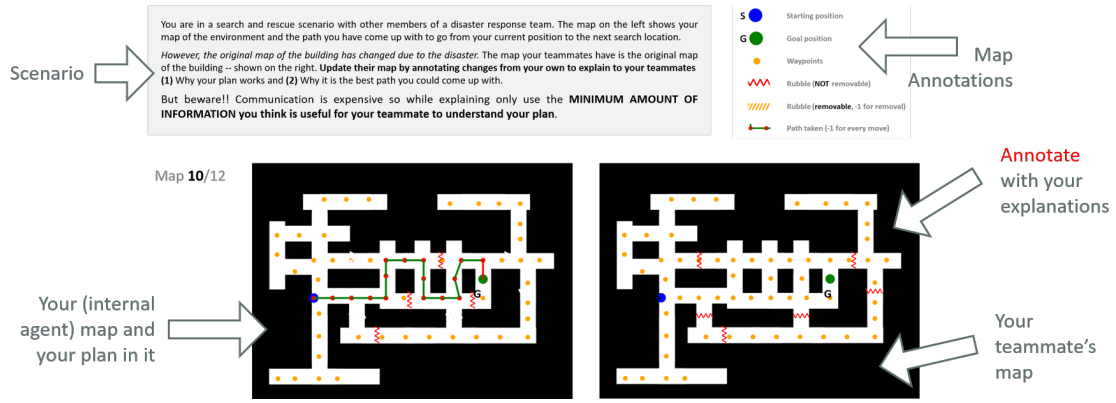 You are in a search and rescue scenario with other members of a disaster response team. The map on the left shows your
map of the environment and the path you have come up with to go from your current position to the next search location.
However, the original map of the building has changed due to the disaster. The map your teammates have is the original map
of the building -- shown on the right. Update their map by annotating changes from your own to explain to your teammates
(1) Why your plan works and (2) Why it is the best path you could come up with.
But beware!! Communication is expensive so while explaining only use the MINIMUM AMOUNT OF
INFORMATION you think is useful for your teammate to understand your plan.
Scenario
S Starting position
G Goal position
Waypoints
Rubble (NOT removable)
Rubble (removable, -1 for removal)
Path taken (-1 for every move)
Map
Annotations
Map 10/12
Annotate
with your
explanations
G
G
Your (internal
agent) map and
your plan in it
Your
teammate's
map